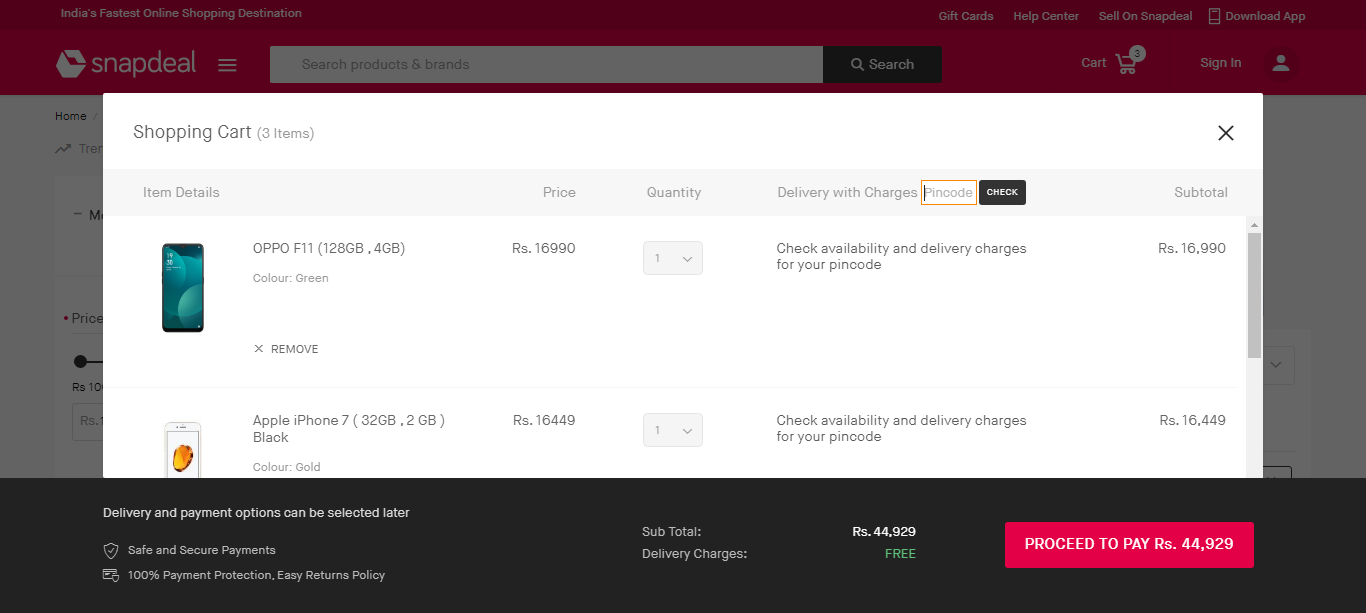 India's Fastest Online Shopping Destination
Gift Cards Help Center Sell On Snapdeal Download App
snapdeal
Search products & brands
Search
Cart 3
Sign In
Home /
Shopping Cart (3 Items)
Item Details Price Quantity Delivery with Charges Pincode CHECK Subtotal
OPPO F11 (128GB , 4GB) Rs. 16990 1 Check availability and delivery charges Rs. 16,990
for your pincode
Colour: Green
REMOVE
Price
Rs 10
Rs. 1
Apple iPhone 7 ( 32GB , 2 GB ) Rs. 16449 1 Check availability and delivery charges Rs. 16,449
Black for your pincode
Colour: Gold
Delivery and payment options can be selected later
Safe and Secure Payments
100% Payment Protection, Easy Returns Policy
Sub Total: Rs. 44,929
Delivery Charges: FREE
PROCEED TO PAY Rs. 44,929